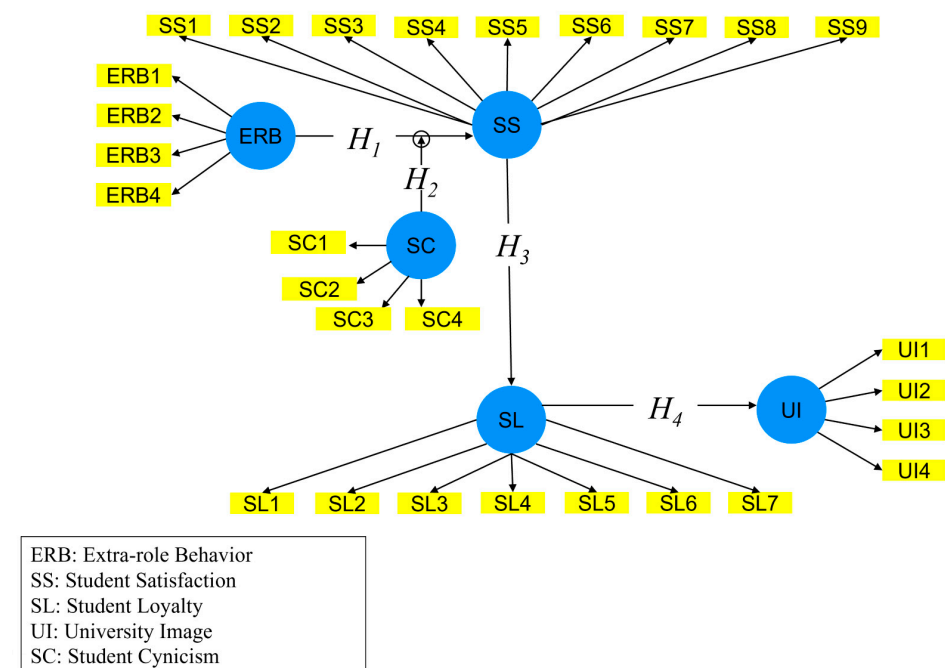 SS1 SS2 SS3 SS4 SS5 SS6 SS7 SS8 SS9
ERB1
ERB2
ERB3
ERB4
ERB
H1
SS
H2
SC1
SC2
SC3
SC4
SC
H3
UI1
UI2
UI3
UI4
SL
H4
UI
SL1 SL2 SL3 SL4 SL5 SL6 SL7
ERB: Extra-role Behavior
SS: Student Satisfaction
SL: Student Loyalty
UI: University Image
SC: Student Cynicism